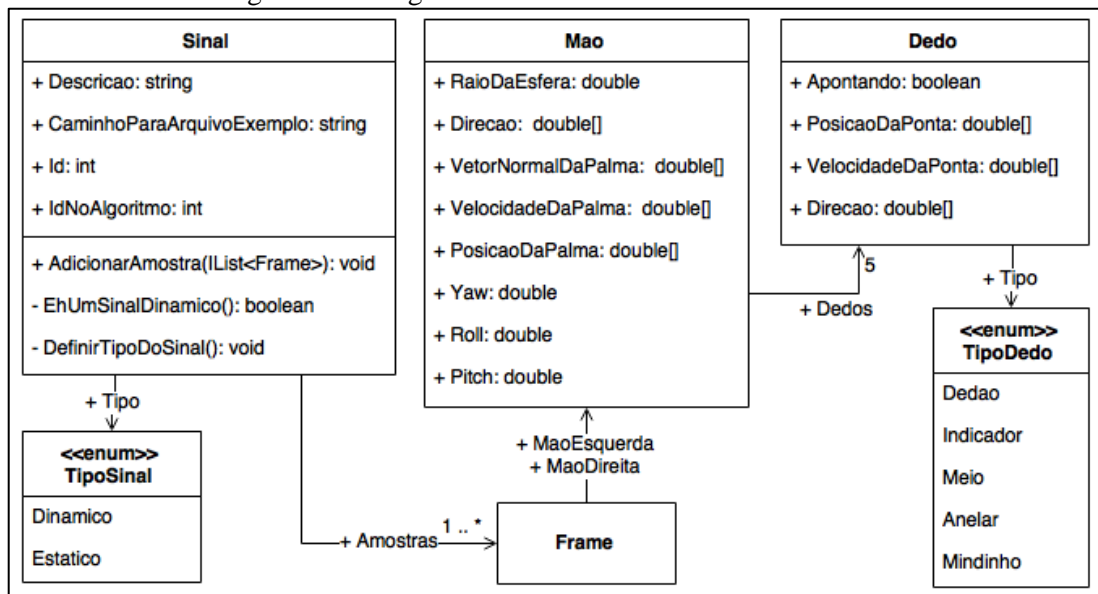 Sinal
+ Descricao: string
+ CaminhoParaArquivoExemplo: string
+ Id: int
+ IdNoAlgoritmo: int
+ AdicionarAmostra(IList<Frame>): void
- EhUmSinalDinamico(): boolean
- DefinirTipoDoSinal(): void
+ Tipo
<<enum>>
TipoSinal
Dinamico
Estatico
+ Amostras
1 .. *
Mao
+ RaioDaEsfera: double
+ Direcao: double[]
+ VetorNormalDaPalma: double[]
+ VelocidadeDaPalma: double[]
+ PosicaoDaPalma: double[]
+ Yaw: double
+ Roll: double
+ Pitch: double
+ MaoEsquerda
+ MaoDireita
Frame
+ Dedos
5
Dedo
+ Apontando: boolean
+ PosicaoDaPonta: double[]
+ VelocidadeDaPonta: double[]
+ Direcao: double[]
+ Tipo
<<enum>>
TipoDedo
Dedao
Indicador
Meio
Anelar
Mindinho